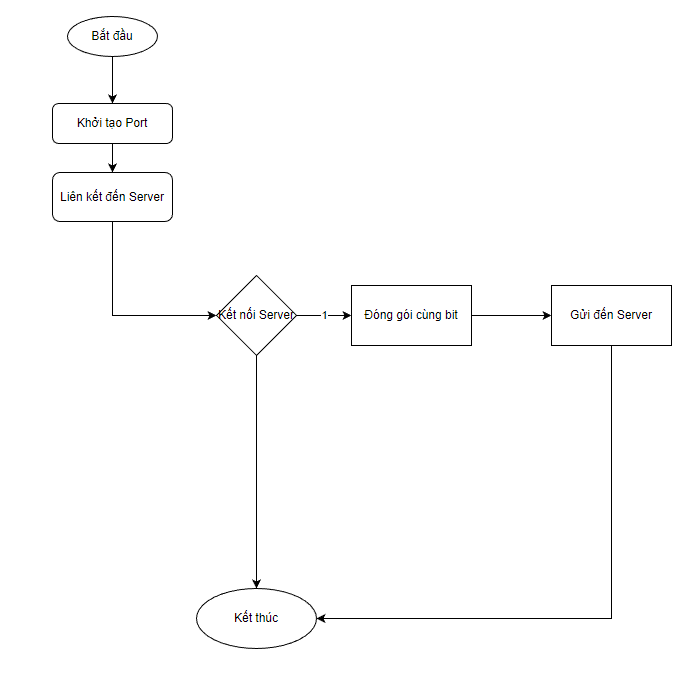 Bắt đầu
Khởi tạo Port
Liên kết đến Server
Kết nối Server
1
Đóng gói cùng bit
Gửi đến Server
Kết thúc